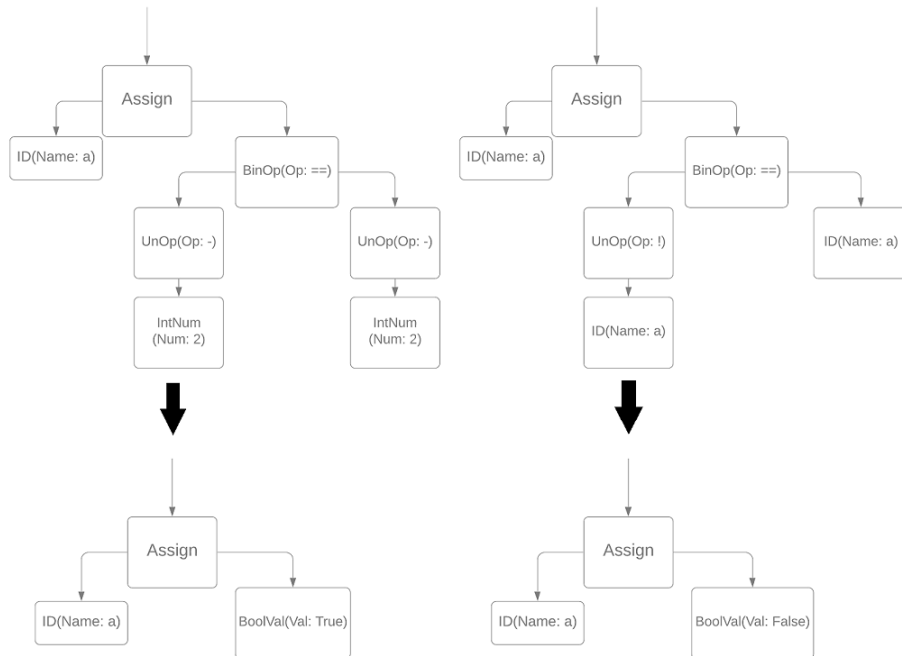 Assign
ID(Name: a)
BinOp(Op: ==)
UnOp(Op: -)
UnOp(Op: -)
IntNum
(Num: 2)
IntNum
(Num: 2)
Assign
ID(Name: a)
BinOp(Op: ==)
UnOp(Op: !)
ID(Name: a)
ID(Name: a)
Assign
ID(Name: a)
BoolVal(Val: True)
Assign
ID(Name: a)
BoolVal(Val: False)